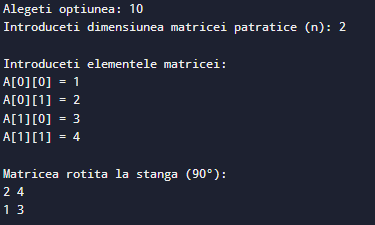 Alegeti optiunea: 10
Introduceti dimensiunea matricei patratice (n): 2
Introduceti elementele matricei:
A[0][0] = 1
A[0][1] = 2
A[1][0] = 3
A[1][1] = 4
Matricea rotita la stanga (90°):
2 4
1 3